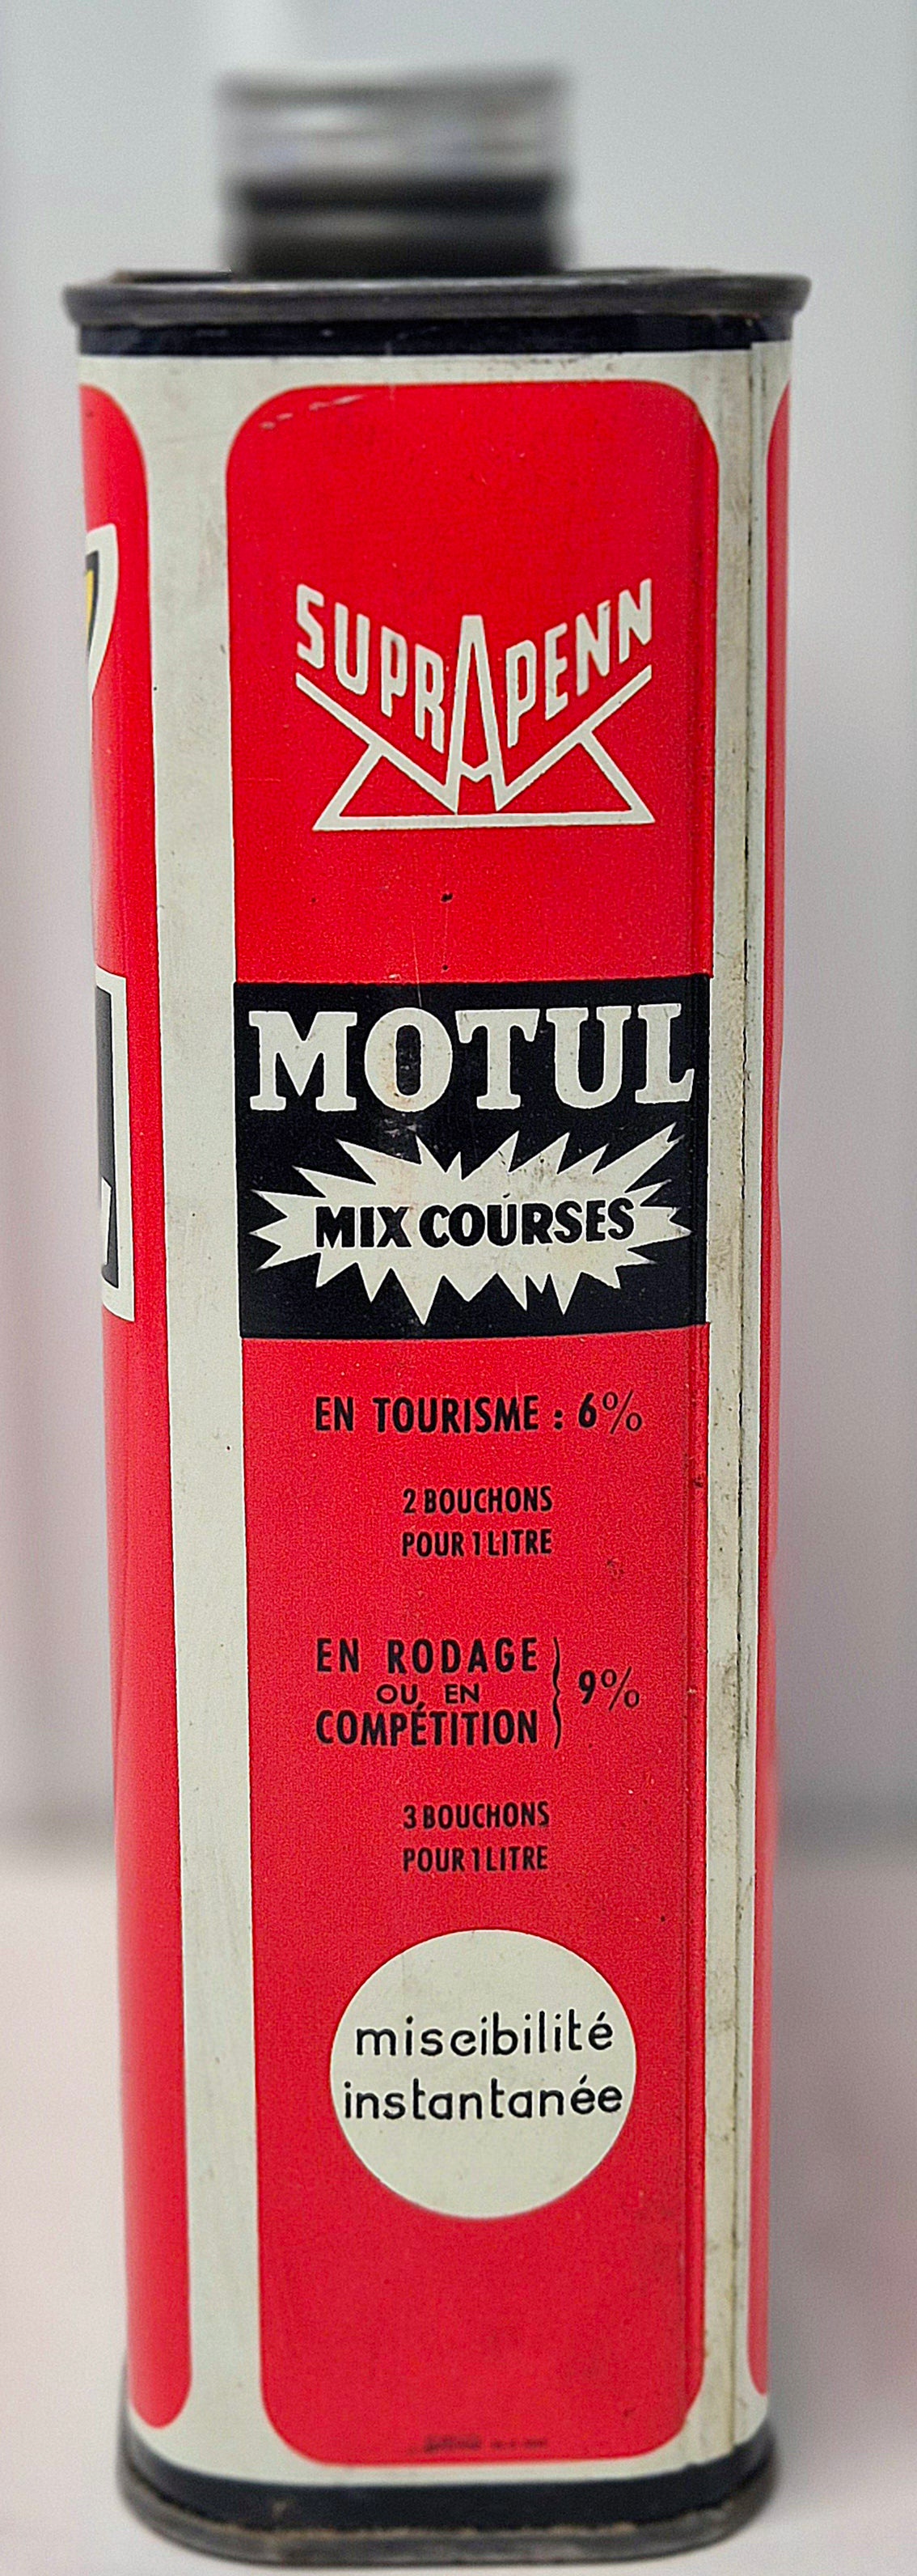 SUPRAPENN
MOTUL
MIX COURSES
EN TOURISME : 6%
2 BOUCHONS
POUR 1 LITRE
EN RODAGE
OU EN
COMPÉTITION
} 9%
3 BOUCHONS
POUR 1 LITRE
miscibilité
instantanée